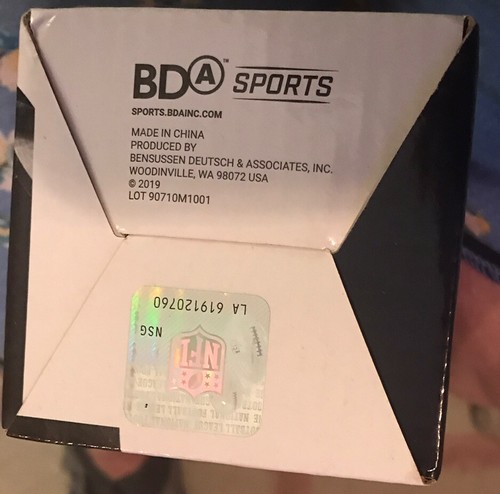 BDA™ SPORTS
SPORTS.BDAINC.COM
MADE IN CHINA
PRODUCED BY
BENSUSSEN DEUTSCH & ASSOCIATES, INC.
WOODINVILLE, WA 98072 USA
© 2019
LOT 90710M1001
LA 619120760
NSG
NFL